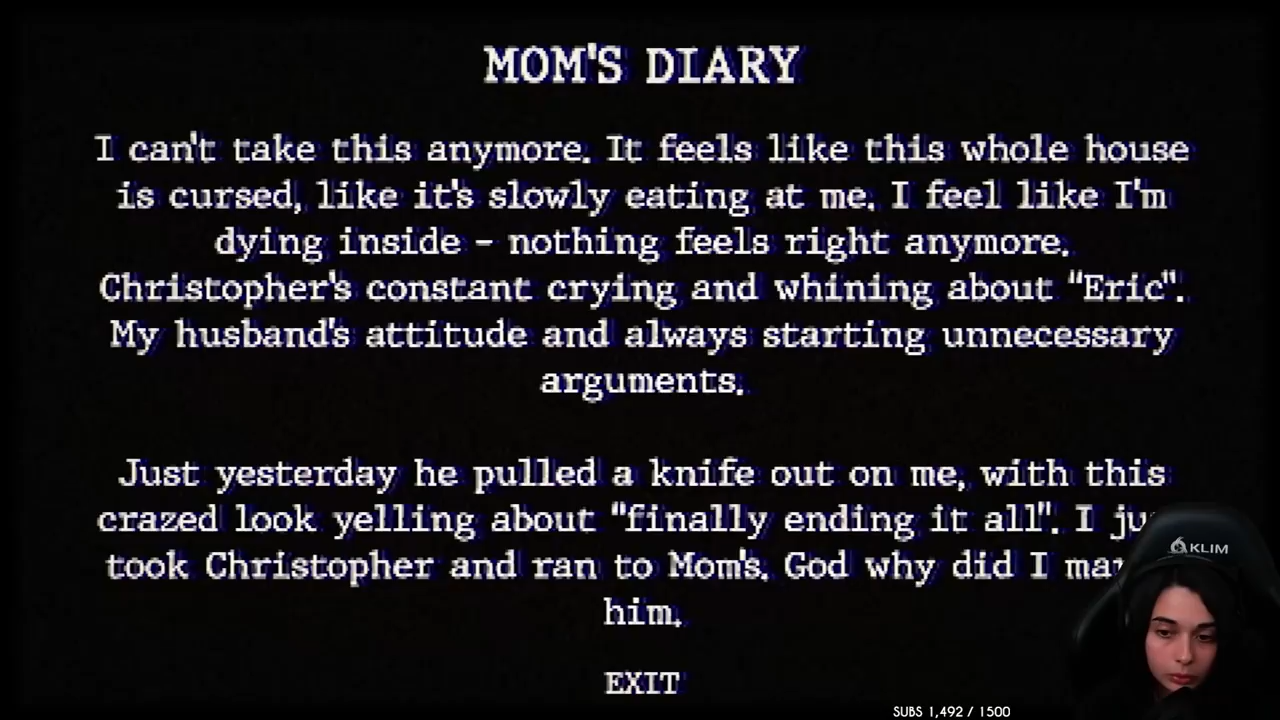 MOM'S DIARY
I can't take this anymore. It feels like this whole house
is cursed, like it's slowly eating at me. I feel like I'm
dying inside - nothing feels right anymore.
Christopher's constant crying and whining about "Eric".
My husband's attitude and always starting unnecessary
arguments.
Just yesterday he pulled a knife out on me, with this
crazed look yelling about "finally ending it all". I
took Christopher and ran to Mom's. God why did I
him.
EXIT
KLIM
SUBS 1,492 / 1500